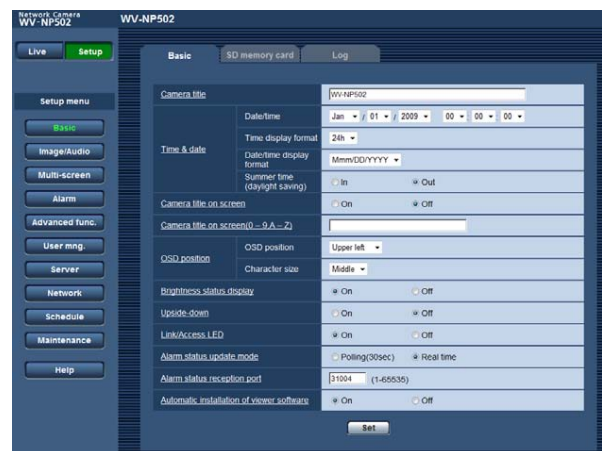 Network Camera
WV-NP502
WV-NP502
Live Setup
Basic SD memory card Log
Setup menu
Basic
Image/Audio
Multi-screen
Alarm
Advanced func.
User mng.
Server
Network
Schedule
Maintenance
Help
Camera title WV-NP502
Time & date
Date/time Jan / 01 / 2009 00 : 00 : 00
Time display format 24h
Date/time display format Mmm/DD/YYYY
Summer time
(daylight saving) In Out
Camera title on screen On Off
Camera title on screen(0 – 9,A – Z)
OSD position
OSD position Upper left
Character size Middle
Brightness status display On Off
Upside-down On Off
Link/Access LED On Off
Alarm status update mode Polling(30sec) Real time
Alarm status reception port 31004 (1-65535)
Automatic installation of viewer software On Off
Set